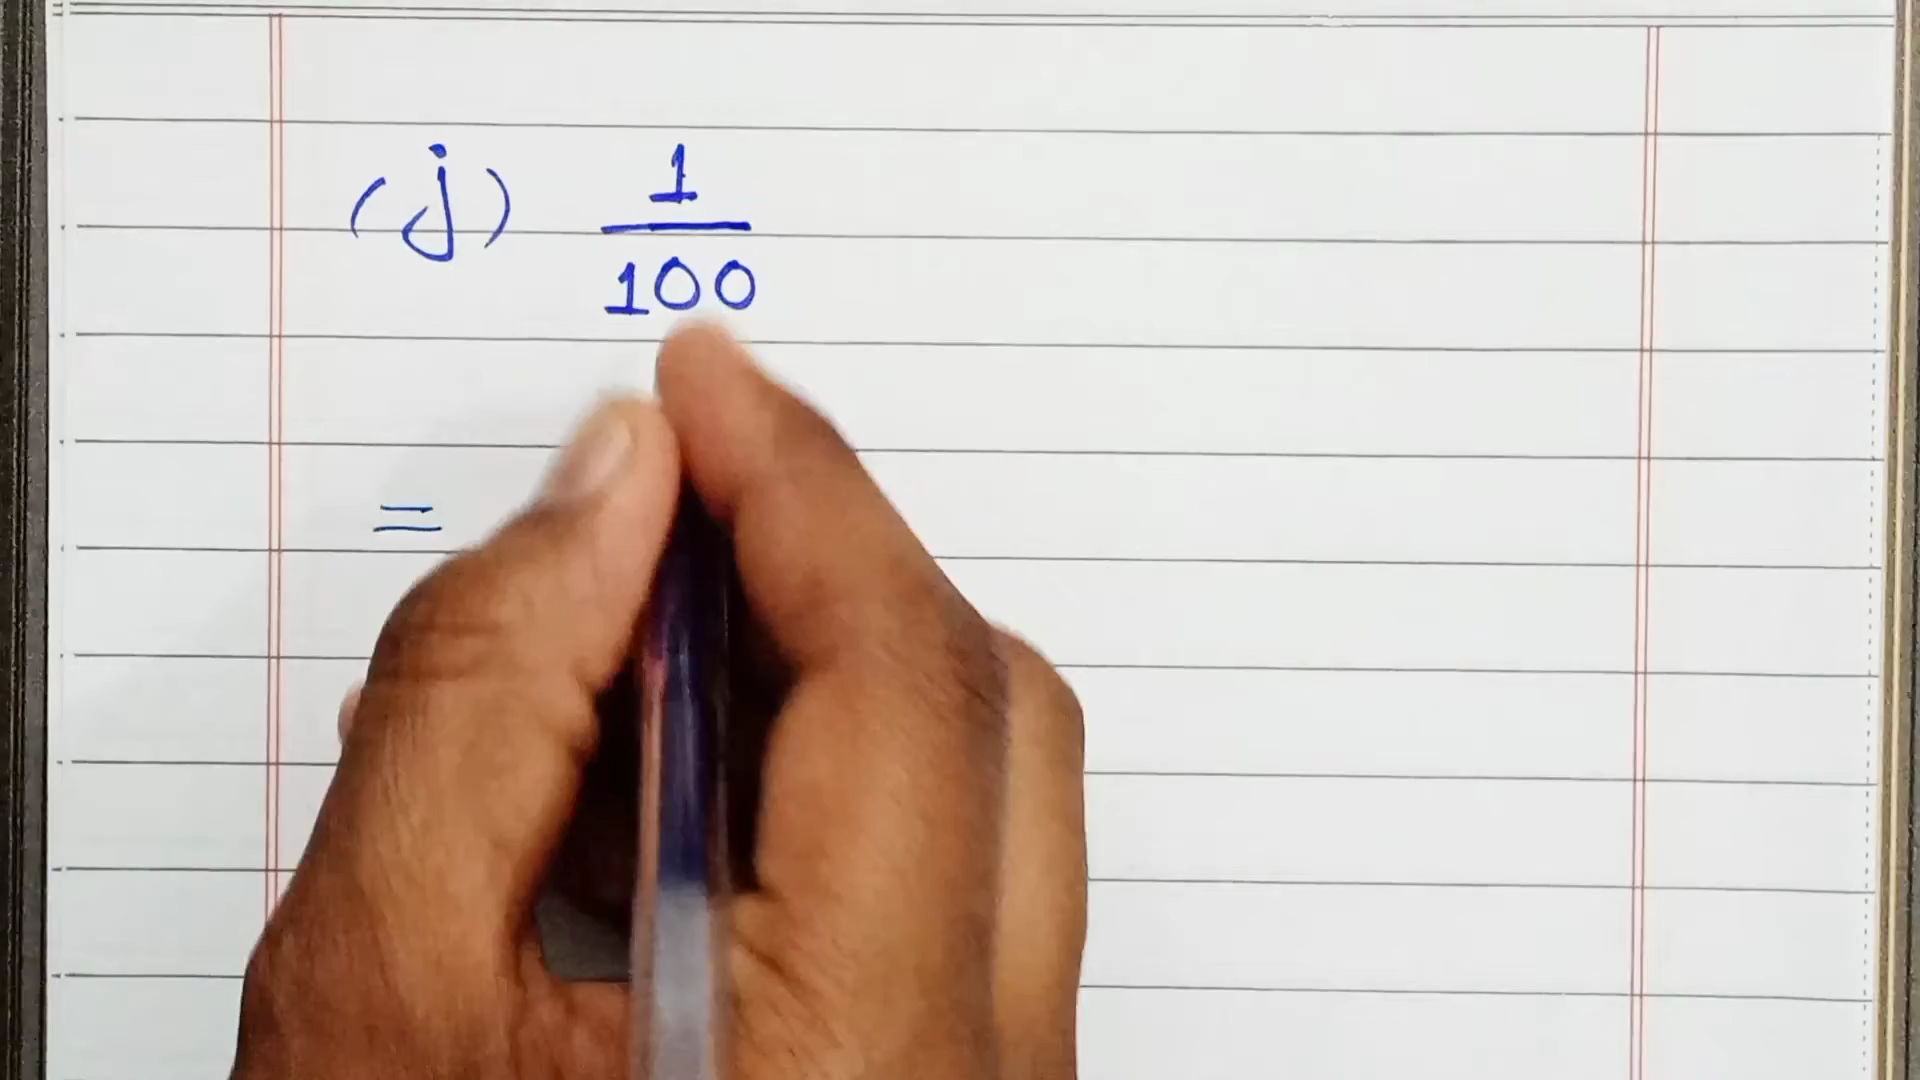 (j) 1/100
=